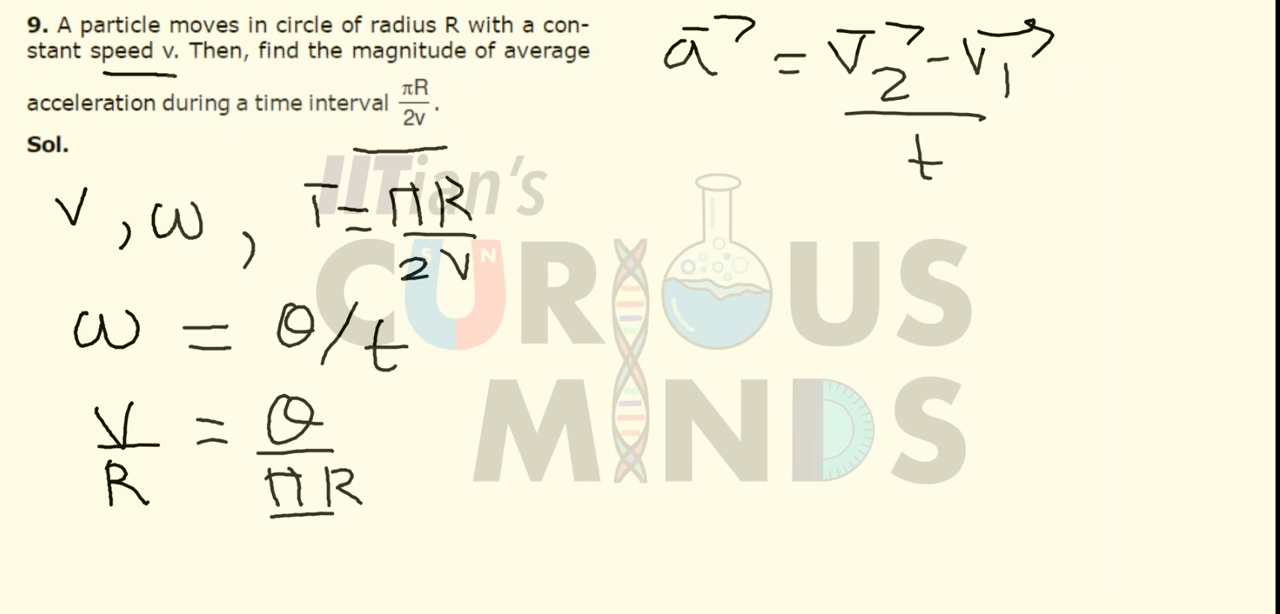 9. A particle moves in circle of radius R with a con-
stant speed v. Then, find the magnitude of average
acceleration during a time interval πR/2v .
Sol.
a⃗ = (v⃗2 - v⃗1)/t
v , ω , T = πR/2v
ω = θ/t
v/R = θ/πR
IITian's
CURIOUS
S N
MINDS